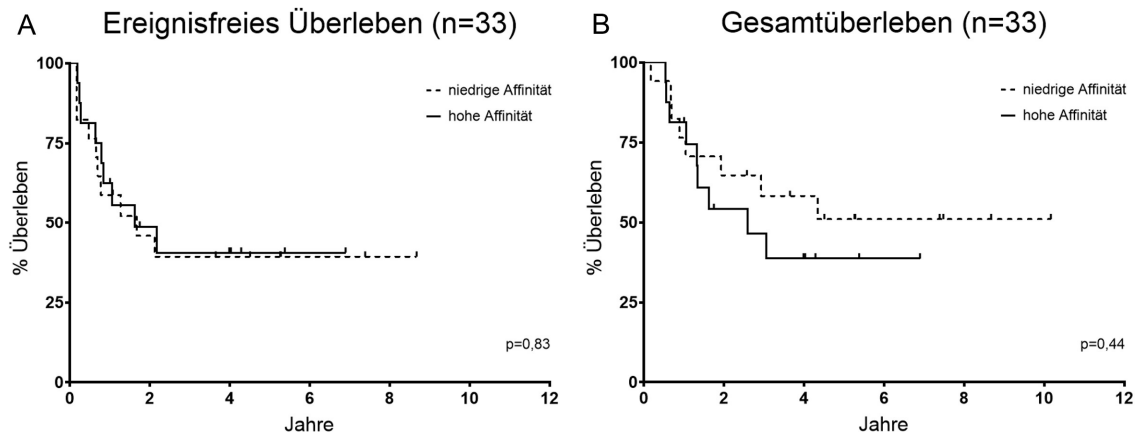 A Ereignisfreies Überleben (n=33)
niedrige Affinität
hohe Affinität
% Überleben
100
75
50
25
0
p=0,83
0 2 4 6 8 10 12
Jahre
B Gesamtüberleben (n=33)
niedrige Affinität
hohe Affinität
% Überleben
100
75
50
25
0
p=0,44
0 2 4 6 8 10 12
Jahre